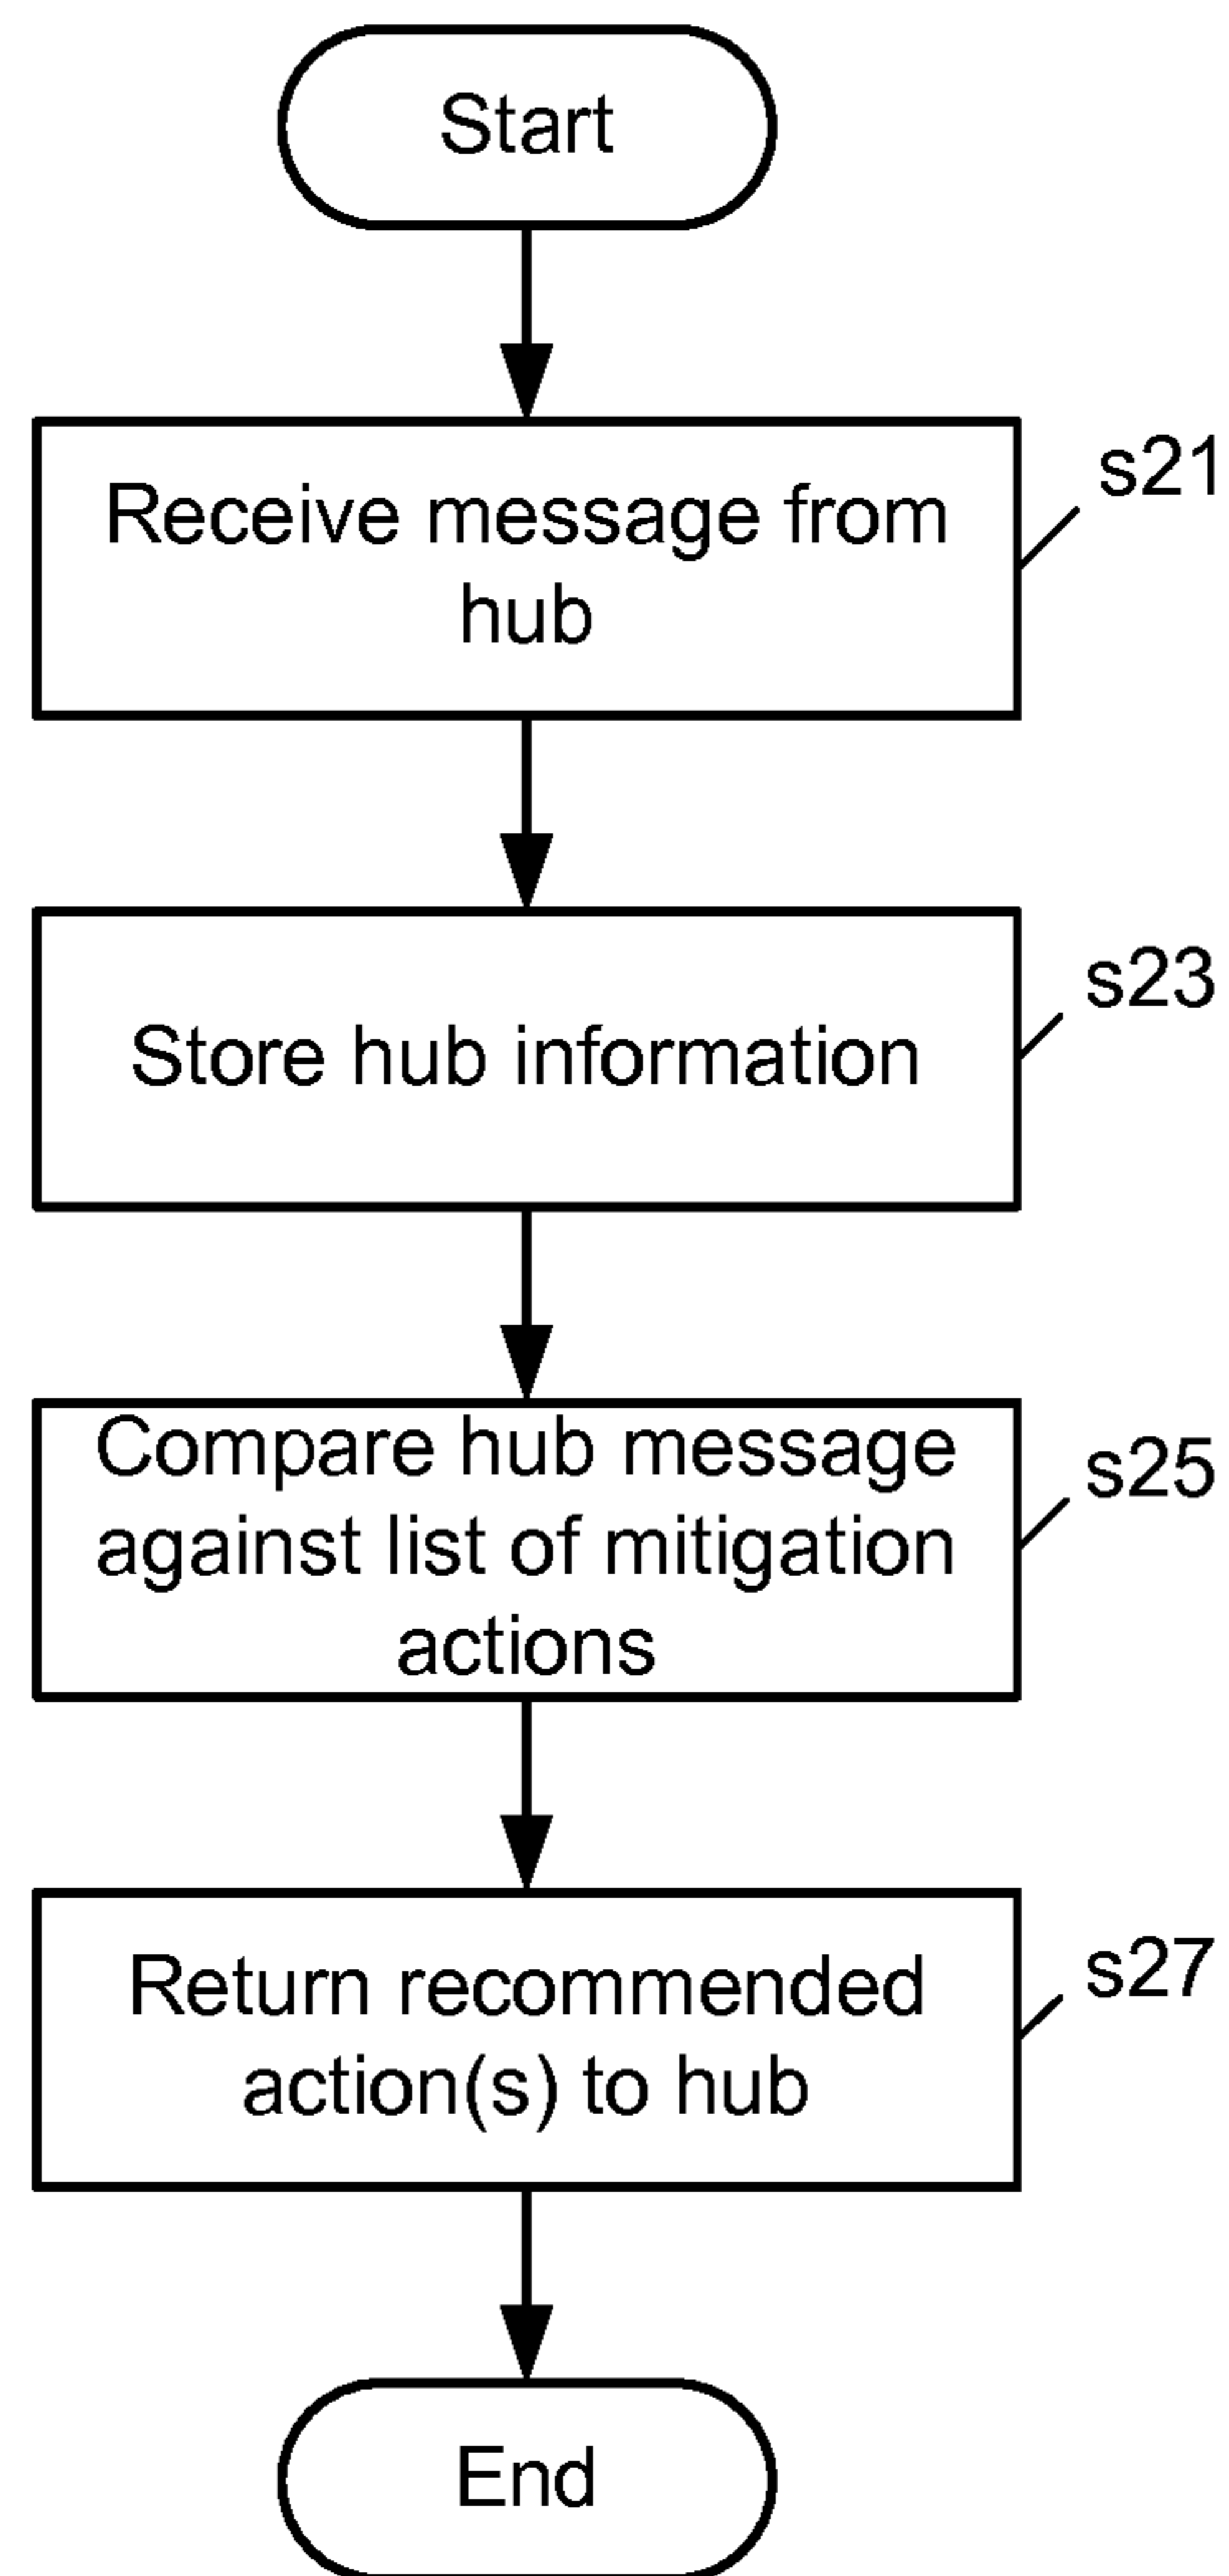 Start
Receive message from
hub
s21
Store hub information
s23
Compare hub message
against list of mitigation
actions
s25
Return recommended
action(s) to hub
s27
End